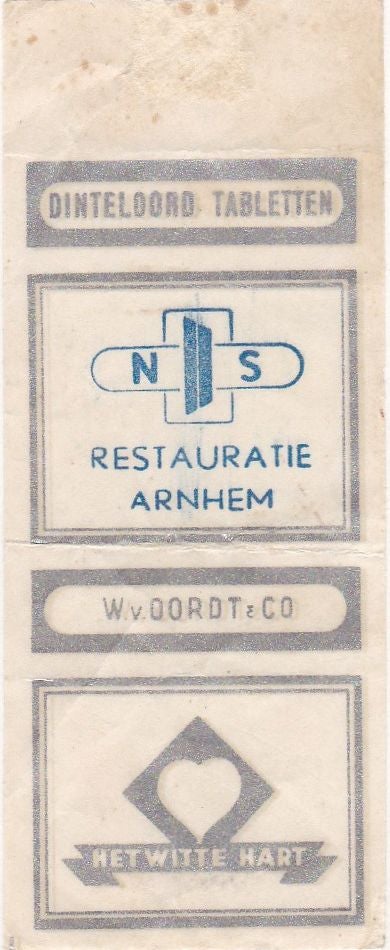 DINTELOORD TABLETTEN
N S
RESTAURATIE
ARNHEM
W.v.OORDT & CO
HET WITTE HART